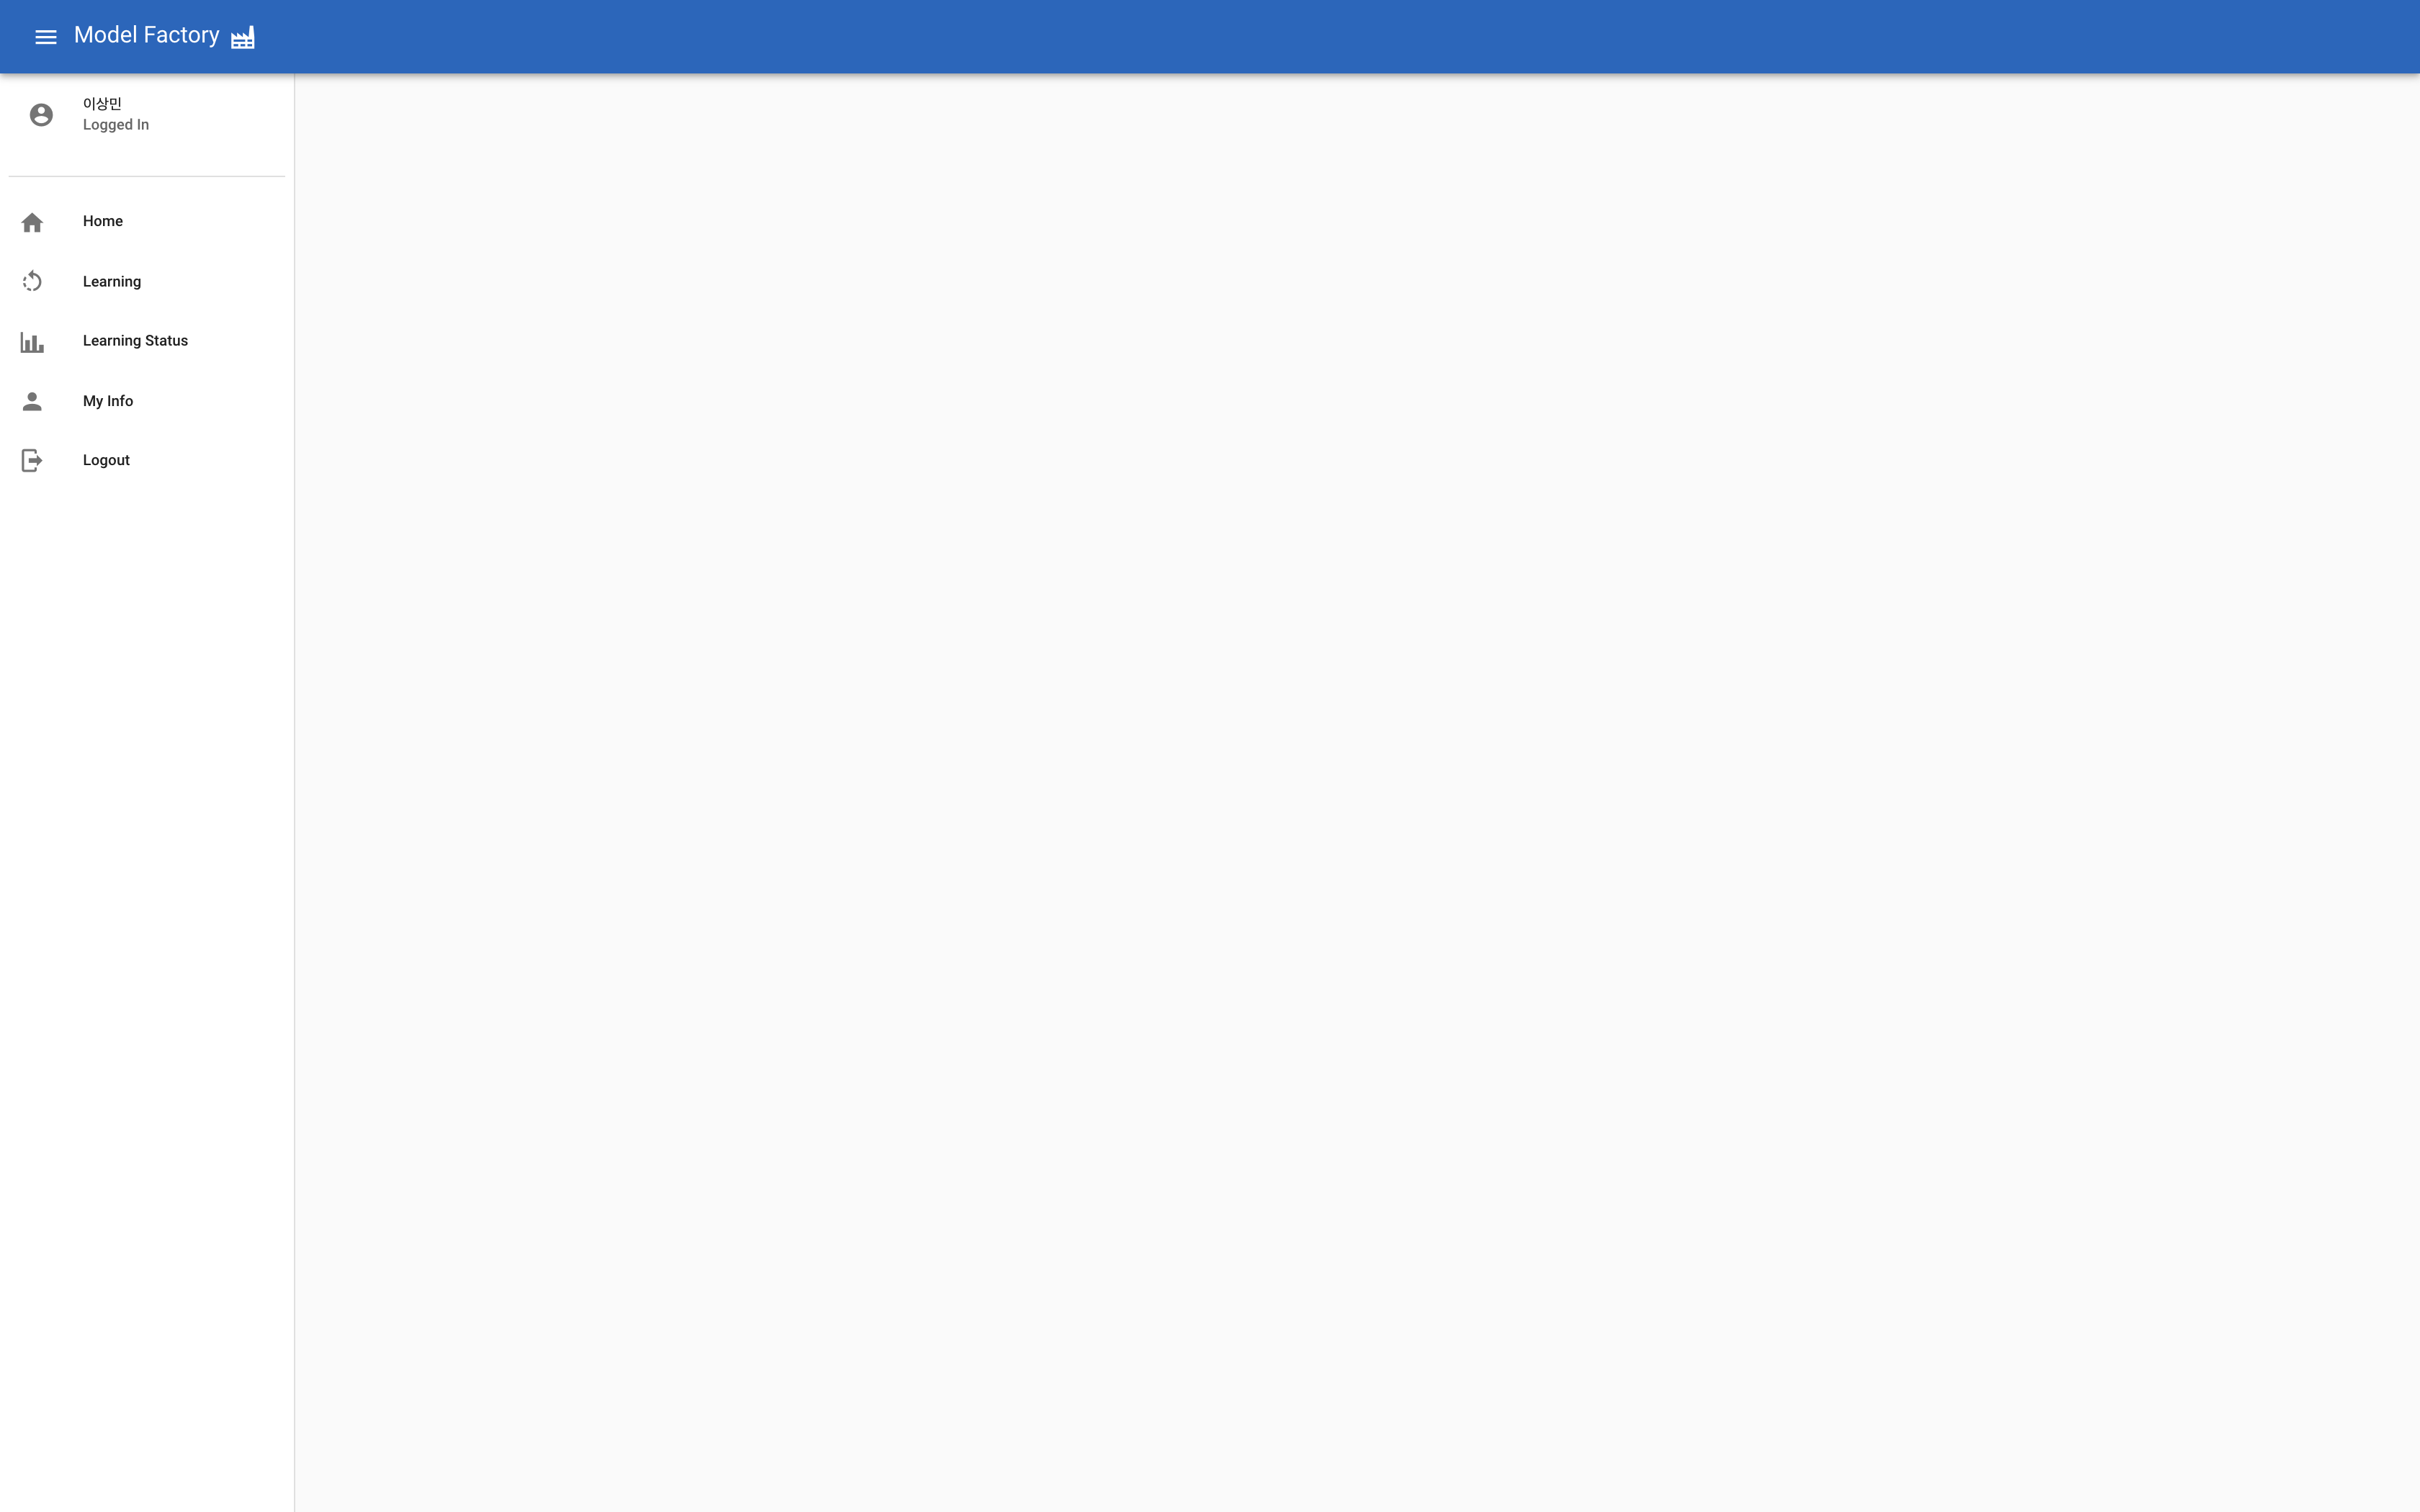 Model Factory
이상민
Logged In
Home
Learning
Learning Status
My Info
Logout